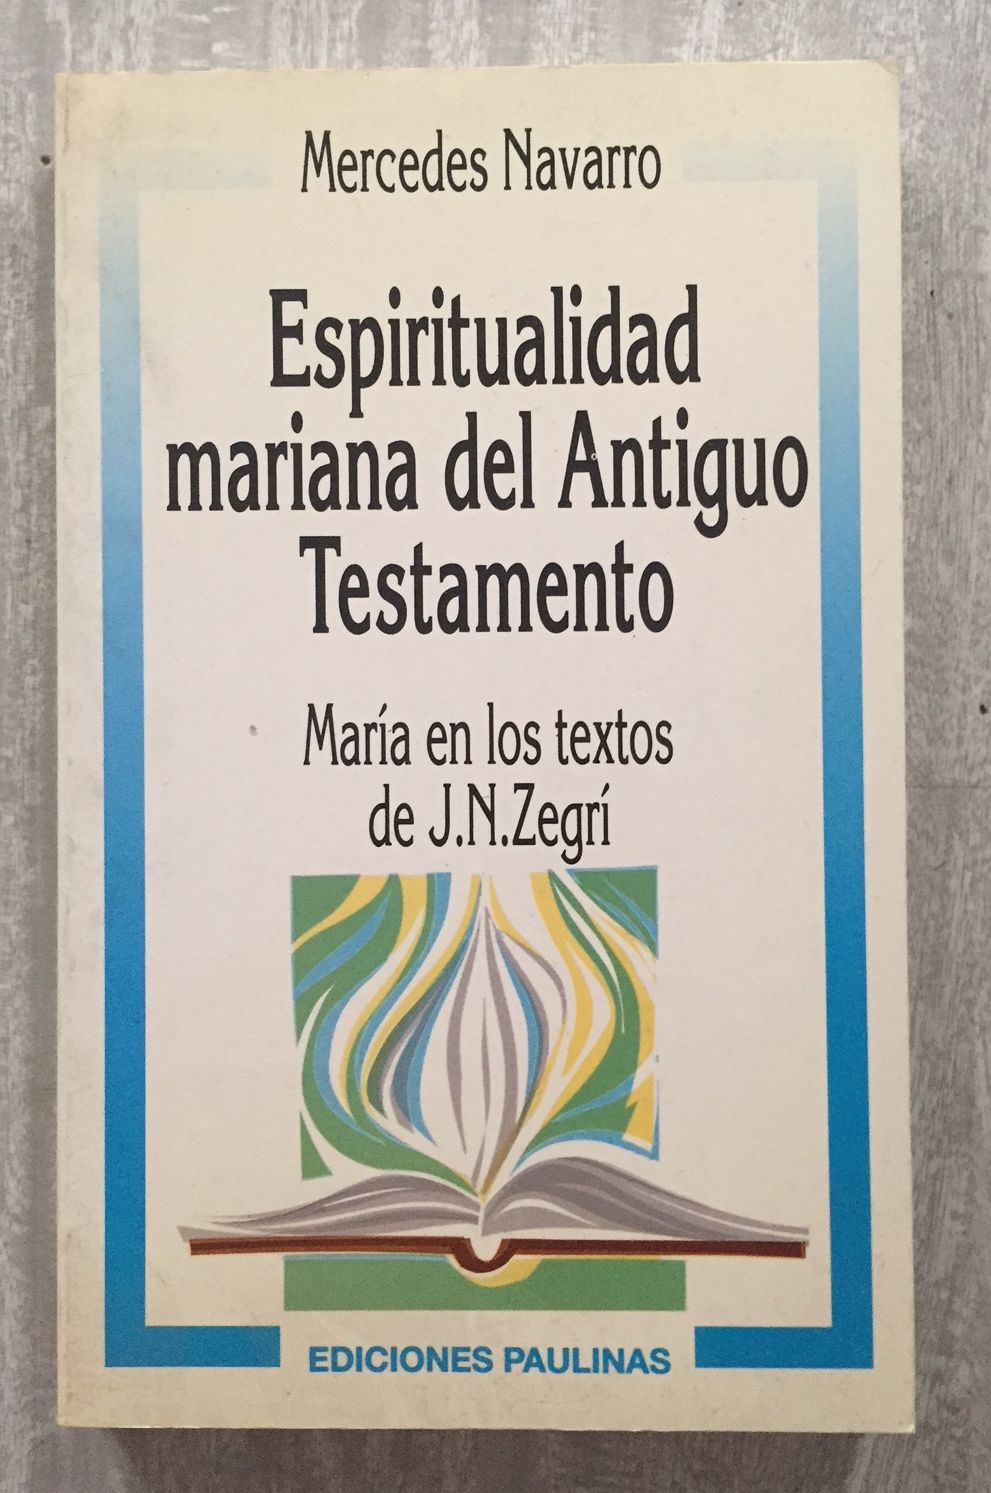 Mercedes Navarro
Espiritualidad
mariana del Antiguo
Testamento
María en los textos
de J.N.Zegrí
EDICIONES PAULINAS